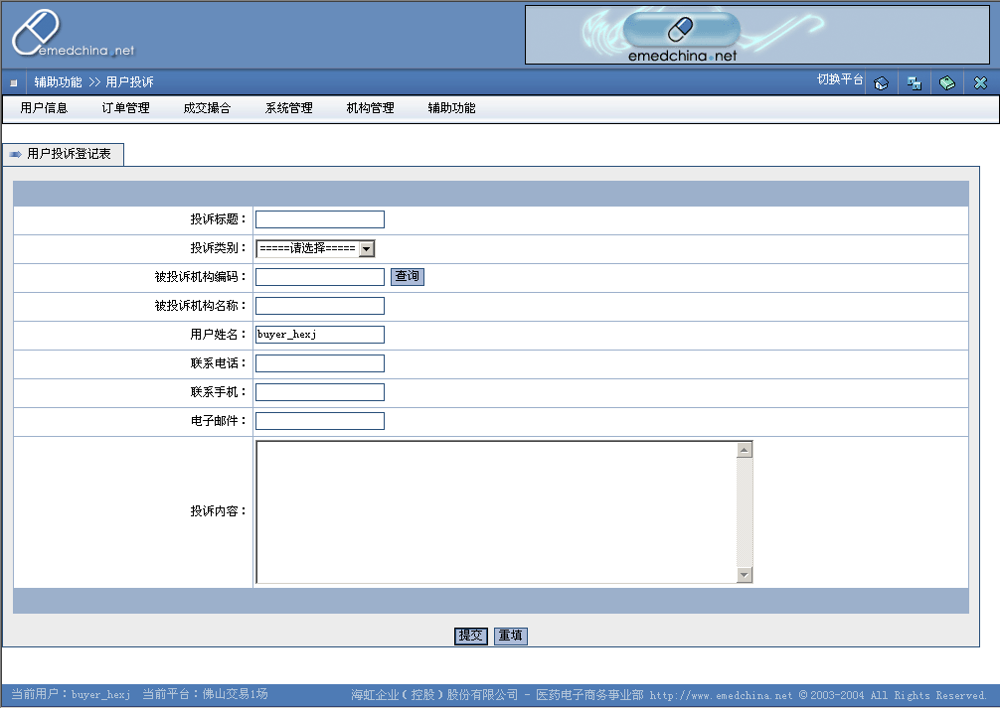 emedchina.net
emedchina.net
辅助功能 >> 用户投诉 切换平台
用户信息 订单管理 成交撮合 系统管理 机构管理 辅助功能
用户投诉登记表
投诉标题：
投诉类别： =====请选择=====
被投诉机构编码： 查询
被投诉机构名称：
用户姓名： buyer_hexj
联系电话：
联系手机：
电子邮件：
投诉内容：
提交 重填
当前用户：buyer_hexj 当前平台：佛山交易1场 海虹企业（控股）股份有限公司 - 医药电子商务事业部 http://www.emedchina.net ©2003-2004 All Rights Reserved.